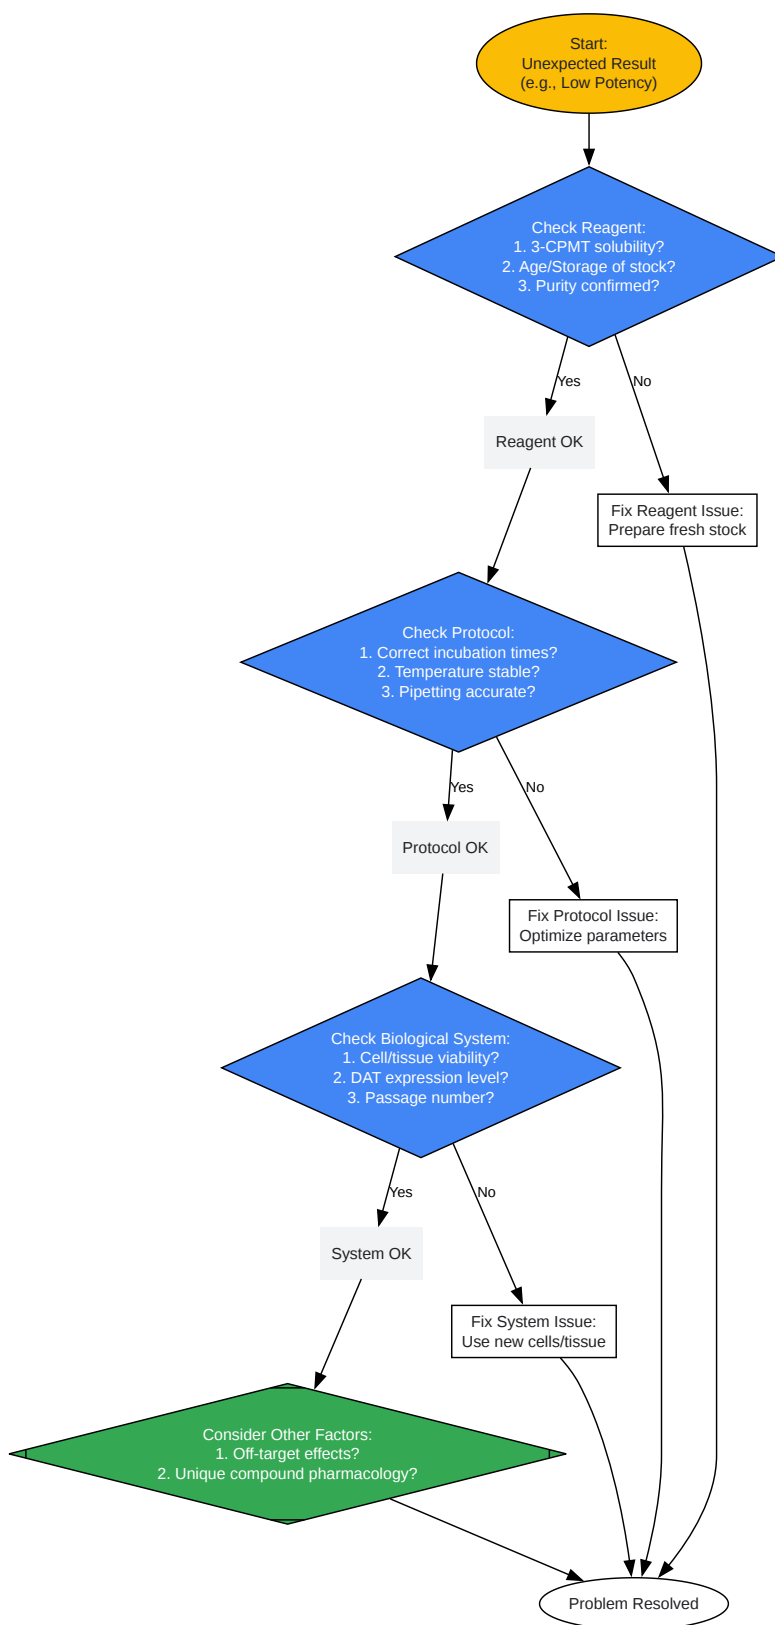 Start:
Unexpected Result
(e.g., Low Potency)
Check Reagent:
1. 3-CPMT solubility?
2. Age/Storage of stock?
3. Purity confirmed?
Yes
No
Reagent OK
Fix Reagent Issue:
Prepare fresh stock
Check Protocol:
1. Correct incubation times?
2. Temperature stable?
3. Pipetting accurate?
Yes
No
Protocol OK
Fix Protocol Issue:
Optimize parameters
Check Biological System:
1. Cell/tissue viability?
2. DAT expression level?
3. Passage number?
Yes
No
System OK
Fix System Issue:
Use new cells/tissue
Consider Other Factors:
1. Off-target effects?
2. Unique compound pharmacology?
Problem Resolved